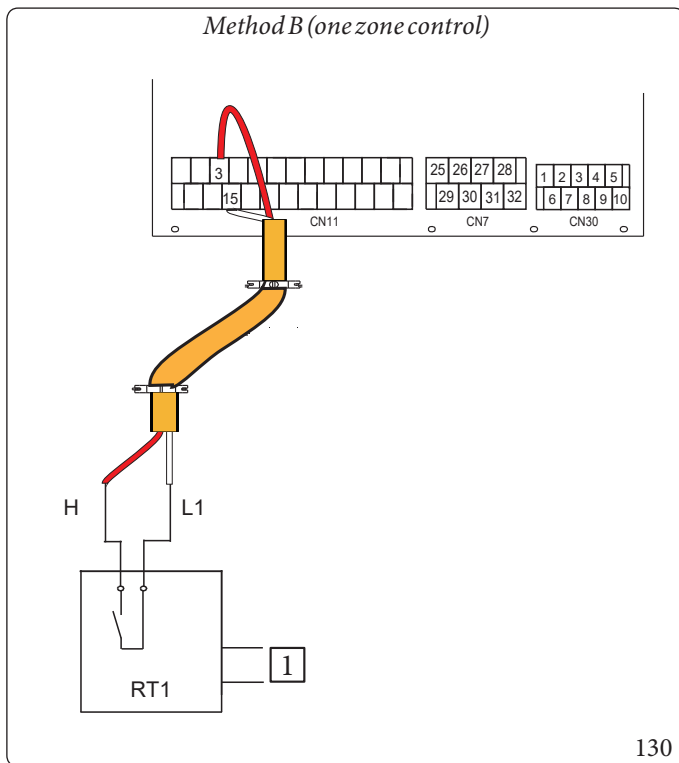 Method B (one zone control)
3
25 26 27 28
1 2 3 4 5
15
29 30 31 32
6 7 8 9 10
CN11
CN7
CN30
H
L1
1
RT1
130